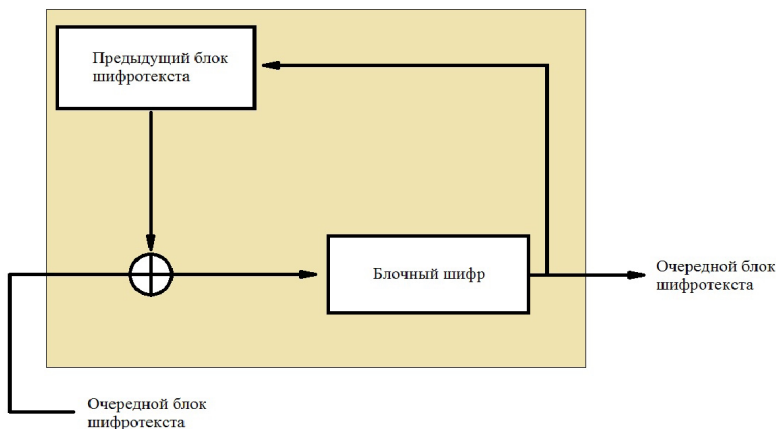 Предыдущий блок
шифротекста
Блочный шифр
Очередной блок
шифротекста
Очередной блок
шифротекста